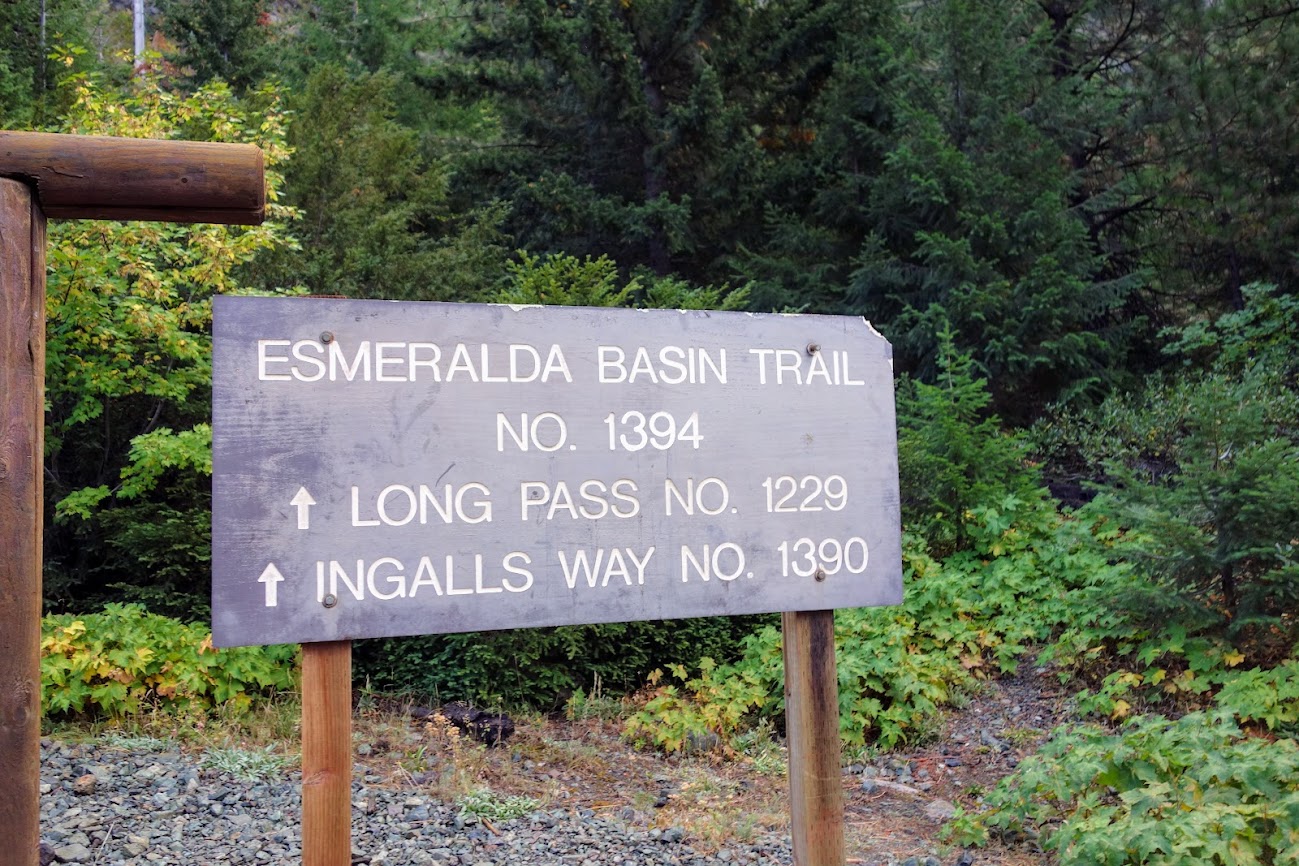 ESMERALDA BASIN TRAIL
NO. 1394
↑ LONG PASS NO. 1229
↑ INGALLS WAY NO. 1390